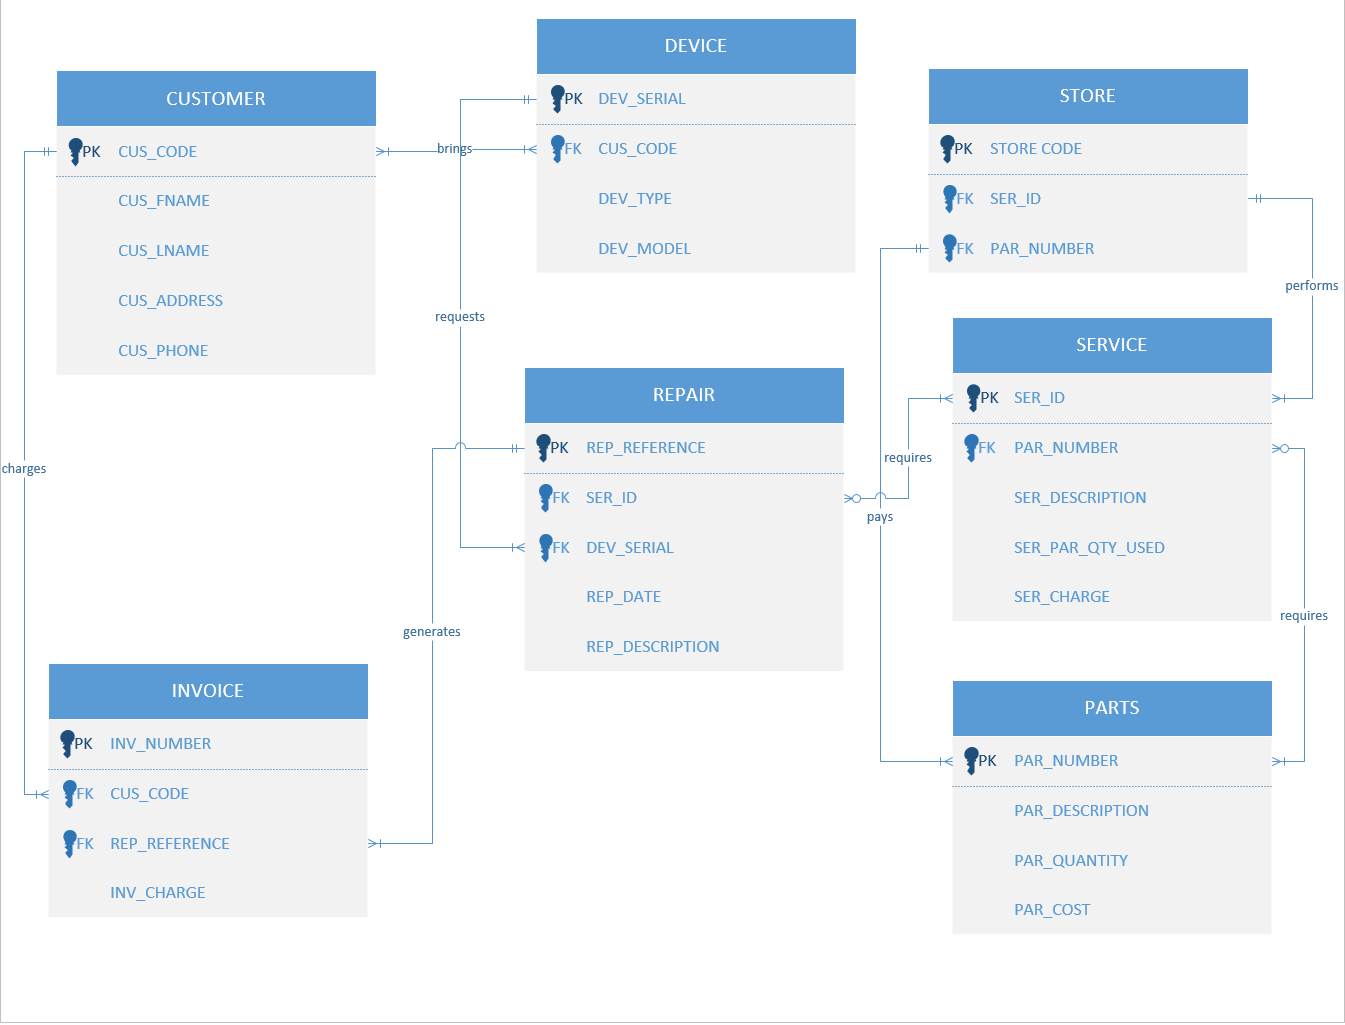 CUSTOMER
PK CUS_CODE
CUS_FNAME
CUS_LNAME
CUS_ADDRESS
CUS_PHONE
brings
DEVICE
PK DEV_SERIAL
FK CUS_CODE
DEV_TYPE
DEV_MODEL
STORE
PK STORE CODE
FK SER_ID
FK PAR_NUMBER
performs
requests
SERVICE
PK SER_ID
FK PAR_NUMBER
SER_DESCRIPTION
SER_PAR_QTY_USED
SER_CHARGE
REPAIR
PK REP_REFERENCE
FK SER_ID
FK DEV_SERIAL
REP_DATE
REP_DESCRIPTION
requires
pays
charges
generates
requires
INVOICE
PK INV_NUMBER
FK CUS_CODE
FK REP_REFERENCE
INV_CHARGE
PARTS
PK PAR_NUMBER
PAR_DESCRIPTION
PAR_QUANTITY
PAR_COST